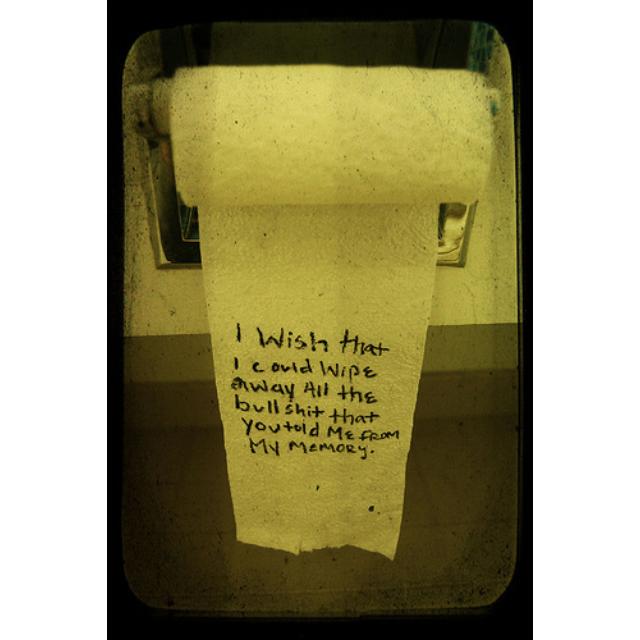 I Wish that
I could Wipe
away All the
bullshit that
you told Me from
My Memory.